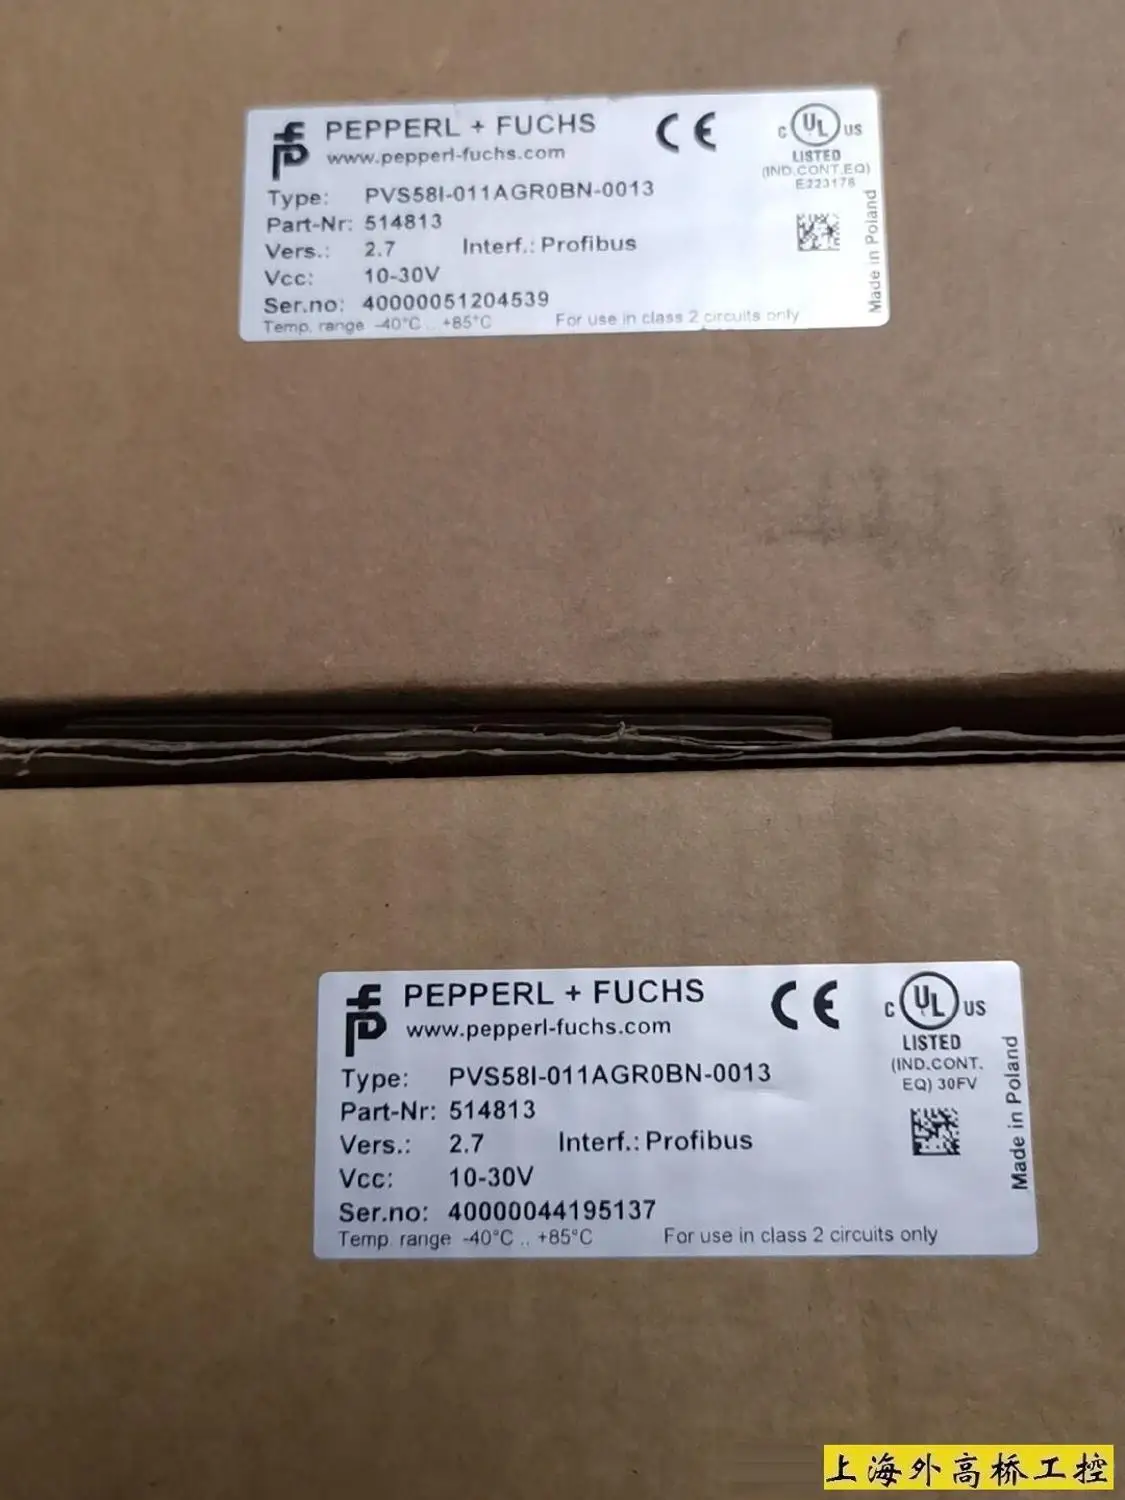 PEPPERL + FUCHS
www.pepperl-fuchs.com
CE
C UL US
LISTED
(IND.CONT.EQ)
E223176
Type: PVS58I-011AGR0BN-0013
Part-Nr: 514813
Vers.: 2.7 Interf.: Profibus
Vcc: 10-30V
Ser.no: 40000051204539
Temp. range -40°C .. +85°C For use in class 2 circuits only
Made in Poland
PEPPERL + FUCHS
www.pepperl-fuchs.com
CE
C UL US
LISTED
(IND.CONT.
EQ) 30FV
Type: PVS58I-011AGR0BN-0013
Part-Nr: 514813
Vers.: 2.7 Interf.: Profibus
Vcc: 10-30V
Ser.no: 40000044195137
Temp. range -40°C .. +85°C For use in class 2 circuits only
Made in Poland
上海外高桥工控